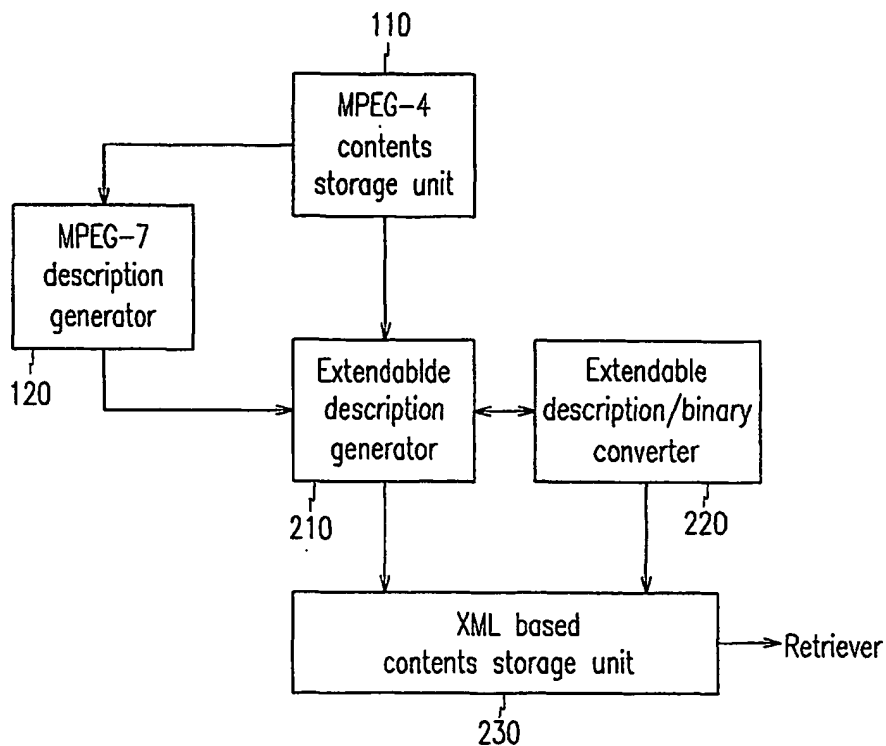 110
MPEG-4
contents
storage unit
MPEG-7
description
generator
120
Extendablde
description
generator
210
Extendable
description/binary
converter
220
XML based
contents storage unit
230
Retriever